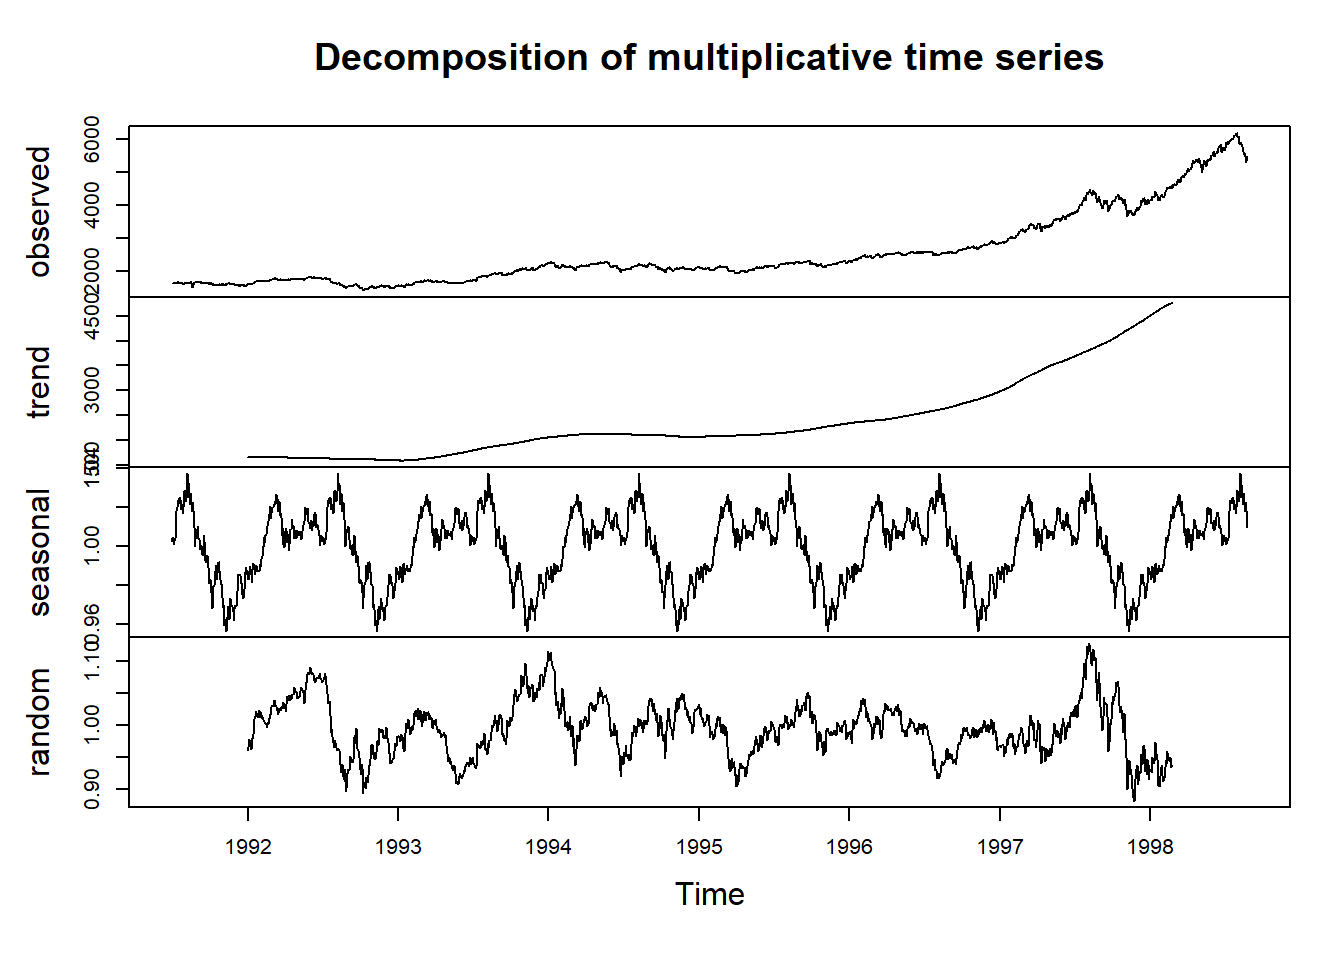 Decomposition of multiplicative time series
observed
6000
4000
2000
trend
4500
3000
seasonal
1.00
0.96
random
1.10
1.00
0.90
1992 1993 1994 1995 1996 1997 1998
Time